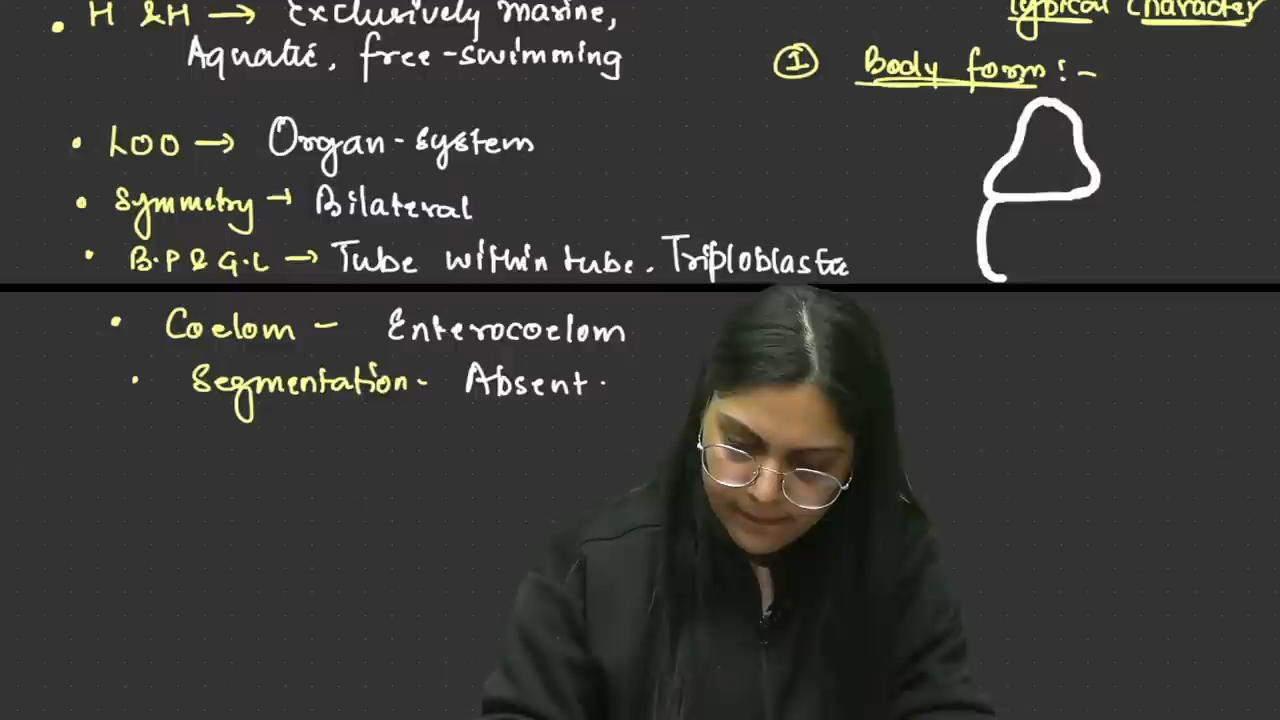 • H & H → Exclusively marine,
Aquatic, free-swimming
• LOO → Organ-system
• Symmetry → Bilateral
• B.P & G.L → Tube within tube. Triploblastic
• Coelom - Enterocoelom
• Segmentation - Absent.
Typical Character
① Body form :-